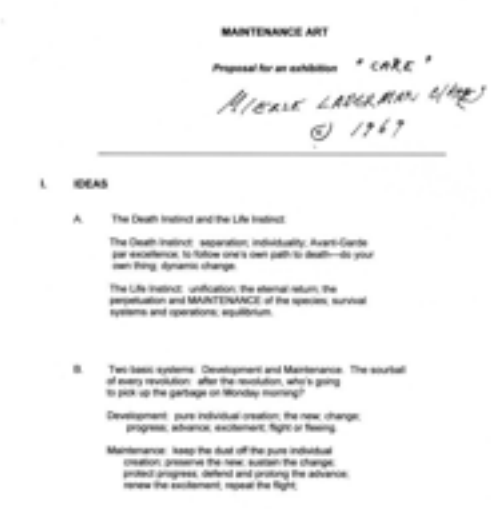 MAINTENANCE ART
Proposal for an exhibition "CARE"
MIERLE LADERMAN UKELES
© 1969
I. IDEAS
A. The Death Instinct and the Life Instinct:
The Death Instinct: separation; individuality; Avant-Garde
par excellence; to follow one's own path to death—do your
own thing; dynamic change.
The Life Instinct: unification; the eternal return; the
perpetuation and MAINTENANCE of the species; survival
systems and operations; equilibrium.
B. Two basic systems: Development and Maintenance. The sourball
of every revolution: after the revolution, who's going
to pick up the garbage on Monday morning?
Development: pure individual creation; the new; change;
progress; advance; excitement; flight or fleeing.
Maintenance: keep the dust off the pure individual
creation; preserve the new; sustain the change;
protect progress; defend and prolong the advance;
renew the excitement; repeat the flight;